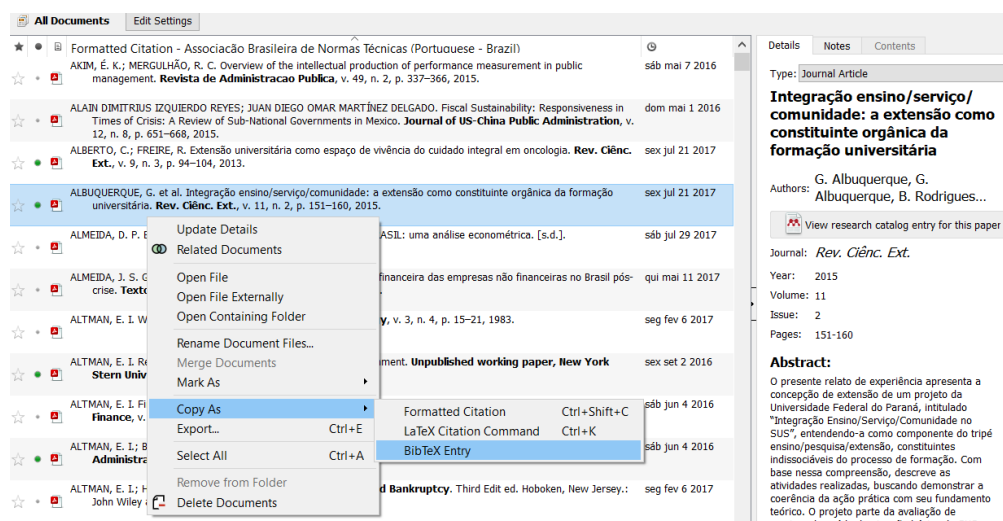 All Documents Edit Settings
Formatted Citation - Associacão Brasileira de Normas Técnicas (Portuguese - Brazil)
AKIM, É. K.; MERGULHÃO, R. C. Overview of the intellectual production of performance measurement in public sáb mai 7 2016
management. Revista de Administracao Publica, v. 49, n. 2, p. 337–366, 2015.
ALAIN DIMITRIUS IZQUIERDO REYES; JUAN DIEGO OMAR MARTÍNEZ DELGADO. Fiscal Sustainability: Responsiveness in dom mai 1 2016
Times of Crisis: A Review of Sub-National Governments in Mexico. Journal of US-China Public Administration, v.
12, n. 8, p. 651–668, 2015.
ALBERTO, C.; FREIRE, R. Extensão universitária como espaço de vivência do cuidado integral em oncologia. Rev. Ciênc. sex jul 21 2017
Ext., v. 9, n. 3, p. 94–104, 2013.
ALBUQUERQUE, G. et al. Integração ensino/serviço/comunidade: a extensão como constituinte orgânica da formação sex jul 21 2017
universitária. Rev. Ciênc. Ext., v. 11, n. 2, p. 151–160, 2015.
ALMEIDA, D. P. ASIL: uma análise econométrica. [s.d.]. sáb jul 29 2017
ALMEIDA, J. S. G financeira das empresas não financeiras no Brasil pós- qui mai 11 2017
crise. Texto
ALTMAN, E. I. W y, v. 3, n. 4, p. 15–21, 1983. seg fev 6 2017
ALTMAN, E. I. Re ment. Unpublished working paper, New York sex set 2 2016
Stern Univ
ALTMAN, E. I. Fi sáb jun 4 2016
Finance, v.
ALTMAN, E. I.; B sáb jun 4 2016
Administra
ALTMAN, E. I.; H d Bankruptcy. Third Edit ed. Hoboken, New Jersey.: seg fev 6 2017
John Wiley
Update Details
Related Documents
Open File
Open File Externally
Open Containing Folder
Rename Document Files...
Merge Documents
Mark As
Copy As
Export... Ctrl+E
Select All Ctrl+A
Remove from Folder
Delete Documents
Formatted Citation Ctrl+Shift+C
LaTeX Citation Command Ctrl+K
BibTeX Entry
Details Notes Contents
Type: Journal Article
Integração ensino/serviço/
comunidade: a extensão como
constituinte orgânica da
formação universitária
Authors: G. Albuquerque, G.
Albuquerque, B. Rodrigues...
View research catalog entry for this paper
Journal: Rev. Ciênc. Ext.
Year: 2015
Volume: 11
Issue: 2
Pages: 151-160
Abstract:
O presente relato de experiência apresenta a
concepção de extensão de um projeto da
Universidade Federal do Paraná, intitulado
"Integração Ensino/Serviço/Comunidade no
SUS", entendendo-a como componente do tripé
ensino/pesquisa/extensão, constituintes
indissociáveis do processo de formação. Com
base nessa compreensão, descreve as
atividades realizadas, buscando demonstrar a
coerência da ação prática com seu fundamento
teórico. O projeto parte da avaliação de